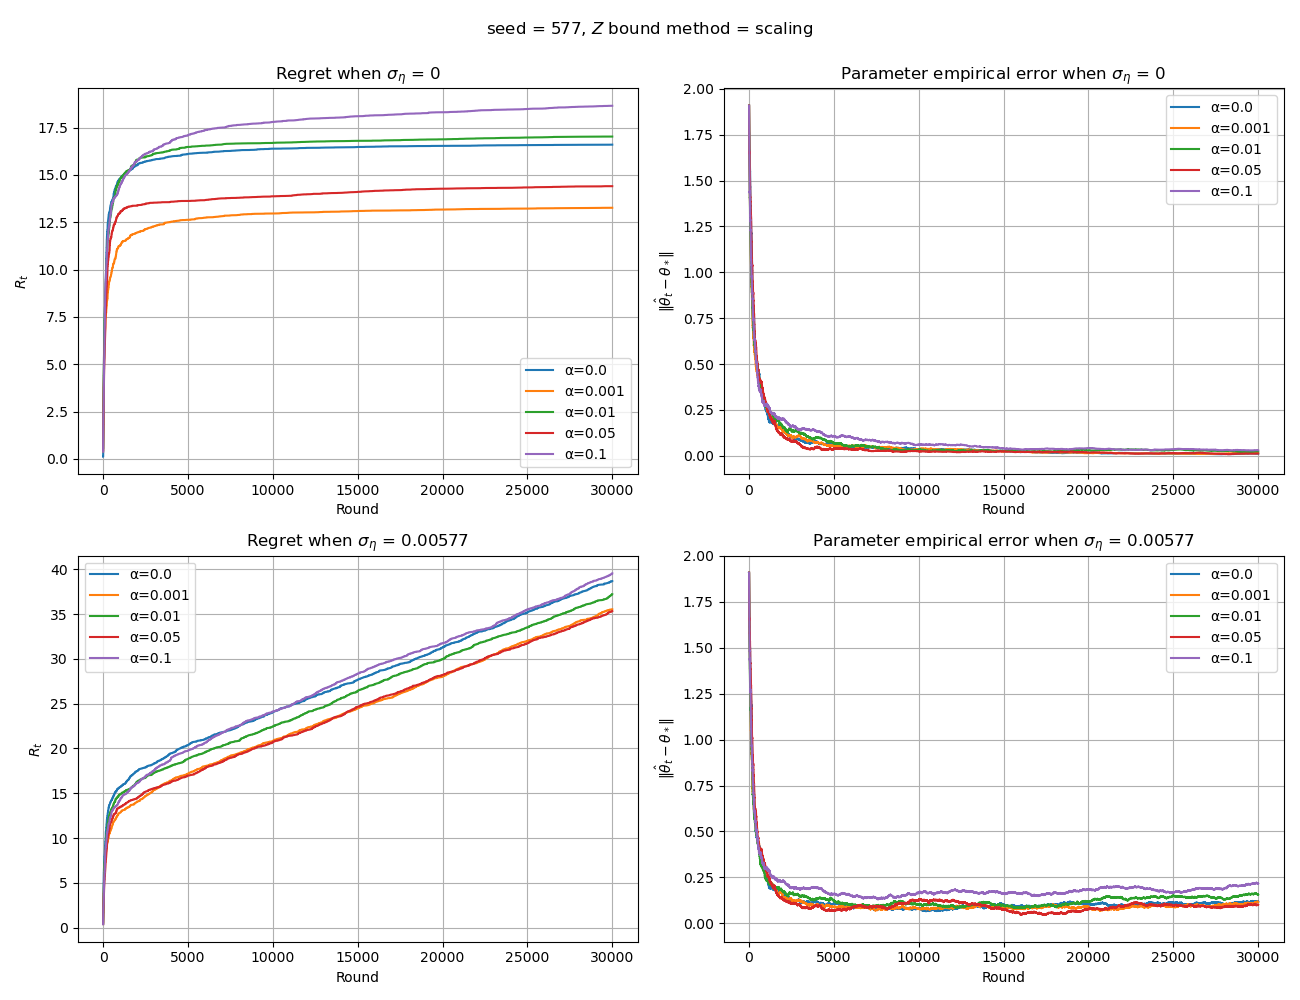 seed = 577, Z bound method = scaling
Regret when σ_η = 0
R_t
17.5
15.0
12.5
10.0
7.5
5.0
2.5
0.0
0 5000 10000 15000 20000 25000 30000
Round
α=0.0
α=0.001
α=0.01
α=0.05
α=0.1
Parameter empirical error when σ_η = 0
‖θ̂_t − θ_*‖
2.00
1.75
1.50
1.25
1.00
0.75
0.50
0.25
0.00
0 5000 10000 15000 20000 25000 30000
Round
α=0.0
α=0.001
α=0.01
α=0.05
α=0.1
Regret when σ_η = 0.00577
R_t
40
35
30
25
20
15
10
5
0
0 5000 10000 15000 20000 25000 30000
Round
α=0.0
α=0.001
α=0.01
α=0.05
α=0.1
Parameter empirical error when σ_η = 0.00577
‖θ̂_t − θ_*‖
2.00
1.75
1.50
1.25
1.00
0.75
0.50
0.25
0.00
0 5000 10000 15000 20000 25000 30000
Round
α=0.0
α=0.001
α=0.01
α=0.05
α=0.1